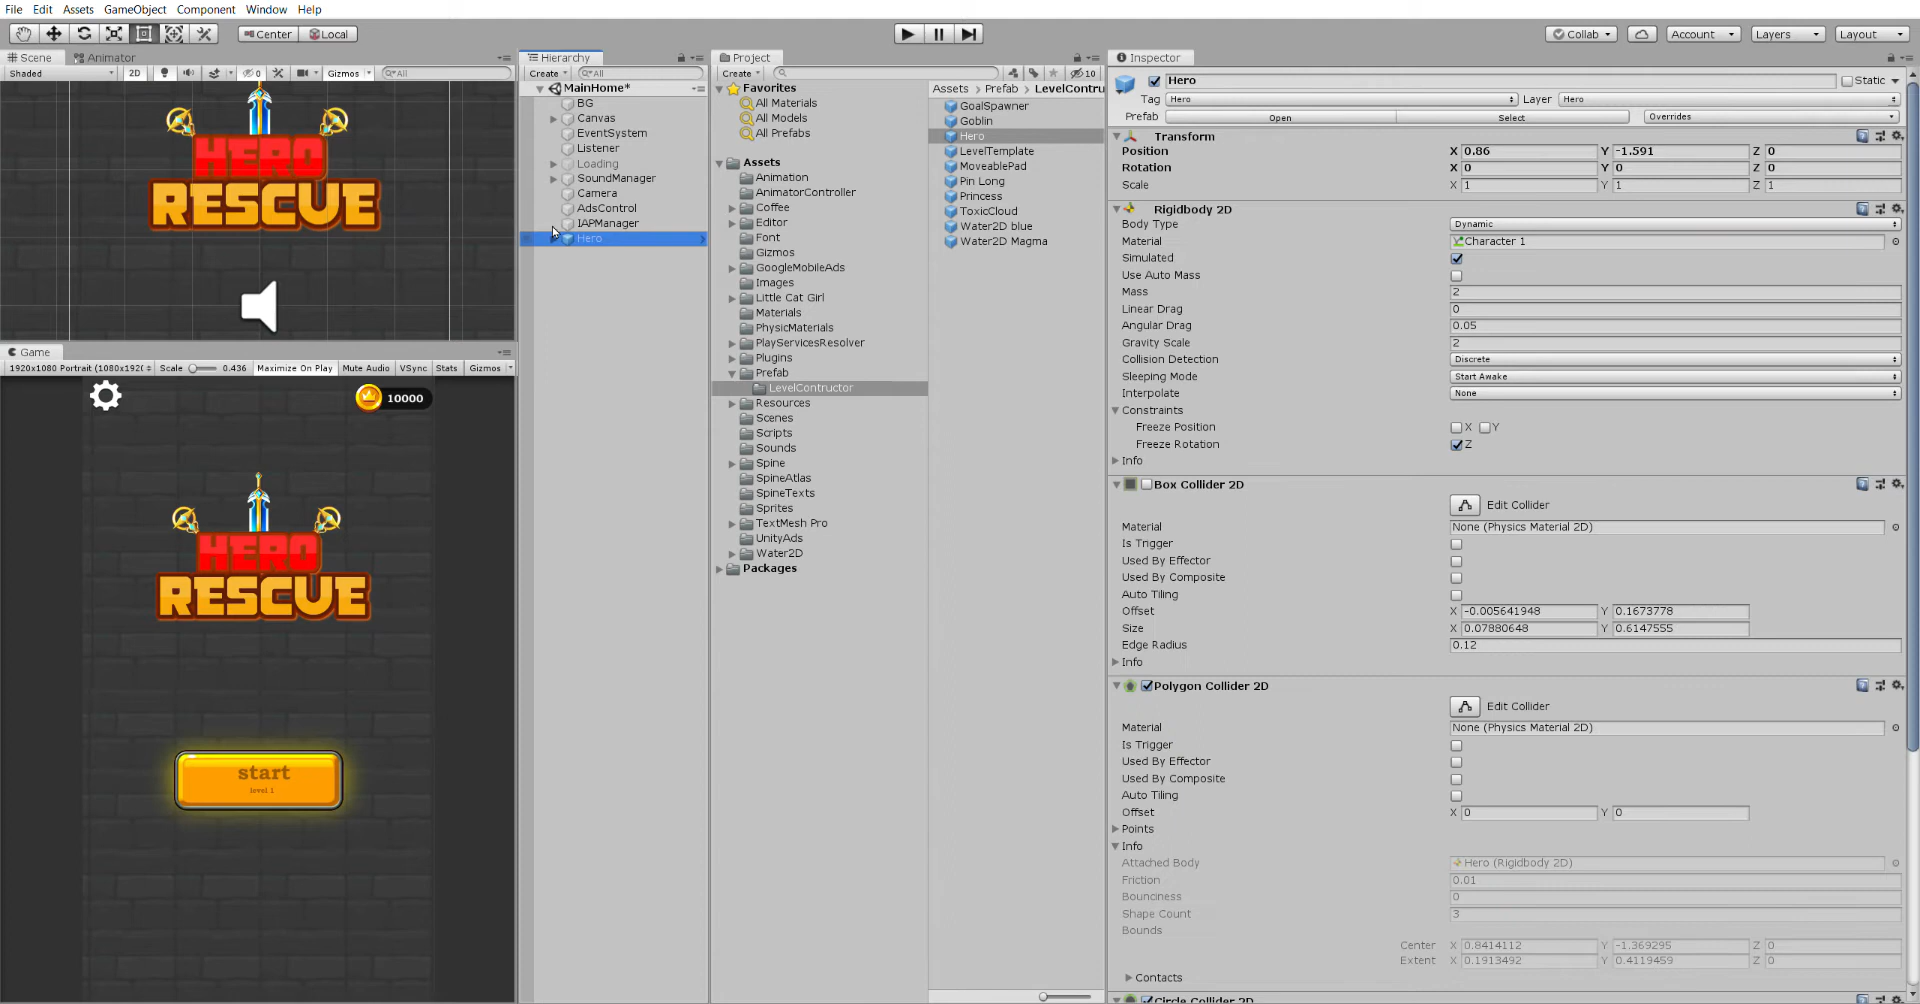 File Edit Assets GameObject Component Window Help
Center Local
Collab Account Layers Layout
Scene Animator
Shaded 2D 0 Gizmos All
HERO
RESCUE
Game
1920x1080 Portrait (1080x192( Scale 0.436 Maximize On Play Mute Audio VSync Stats Gizmos
10000
HERO
RESCUE
start
level 1
Hierarchy
Create All
MainHome*
BG
Canvas
EventSystem
Listener
Loading
SoundManager
Camera
AdsControl
IAPManager
Hero
Project
Create 10
Favorites
All Materials
All Models
All Prefabs
Assets
Animation
AnimatorController
Coffee
Editor
Font
Gizmos
GoogleMobileAds
Images
Little Cat Girl
Materials
PhysicMaterials
PlayServicesResolver
Plugins
Prefab
LevelContructor
Resources
Scenes
Scripts
Sounds
Spine
SpineAtlas
SpineTexts
Sprites
TextMesh Pro
UnityAds
Water2D
Packages
Assets Prefab LevelContru
GoalSpawner
Goblin
Hero
LevelTemplate
MoveablePad
Pin Long
Princess
ToxicCloud
Water2D blue
Water2D Magma
Inspector
Hero Static
Tag Hero Layer Hero
Prefab Open Select Overrides
Transform
Position X 0.86 Y -1.591 Z 0
Rotation X 0 Y 0 Z 0
Scale X 1 Y 1 Z 1
Rigidbody 2D
Body Type Dynamic
Material Character 1
Simulated
Use Auto Mass
Mass 2
Linear Drag 0
Angular Drag 0.05
Gravity Scale 2
Collision Detection Discrete
Sleeping Mode Start Awake
Interpolate None
Constraints
Freeze Position X Y
Freeze Rotation Z
Info
Box Collider 2D
Edit Collider
Material None (Physics Material 2D)
Is Trigger
Used By Effector
Used By Composite
Auto Tiling
Offset X -0.005641948 Y 0.1673778
Size X 0.07880648 Y 0.6147555
Edge Radius 0.12
Info
Polygon Collider 2D
Edit Collider
Material None (Physics Material 2D)
Is Trigger
Used By Effector
Used By Composite
Auto Tiling
Offset X 0 Y 0
Points
Info
Attached Body Hero (Rigidbody 2D)
Friction 0.01
Bounciness 0
Shape Count 3
Bounds
Center X 0.8414112 Y -1.369295 Z 0
Extent X 0.1913492 Y 0.4119459 Z 0
Contacts
Circle Collider 2D